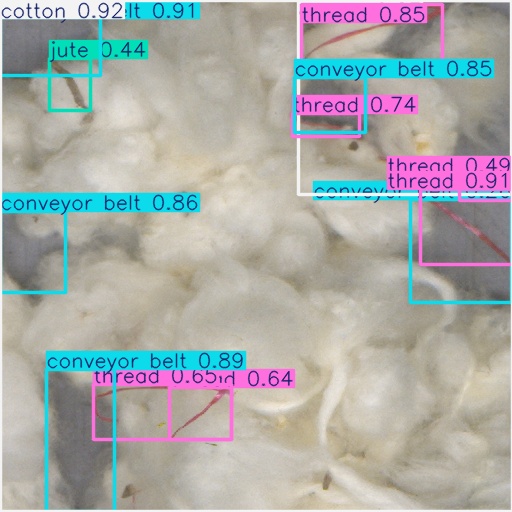 cotton 0.92
lt 0.91
thread 0.85
jute 0.44
conveyor belt 0.85
thread 0.74
thread 0.49
thread 0.91
conveyor belt 0.86
conveyor belt 0.89
thread 0.65
d 0.64